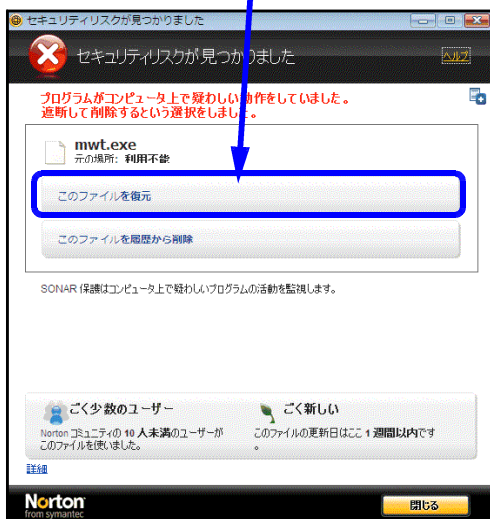 セキュリティリスクが見つかりました
セキュリティリスクが見つかりました
ヘルプ
プログラムがコンピュータ上で疑わしい動作をしていました。
遮断して削除するという選択をしました。
mwt.exe
元の場所: 利用不能
このファイルを復元
このファイルを履歴から削除
SONAR 保護はコンピュータ上で疑わしいプログラムの活動を監視します。
ごく少数のユーザー
Norton コミュニティの 10 人未満のユーザーが
このファイルを使いました。
ごく新しい
このファイルの更新日はここ 1 週間以内です
。
詳細
Norton
from symantec
閉じる